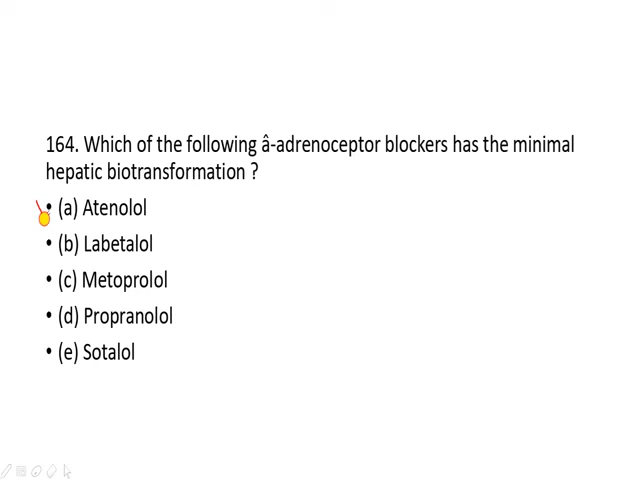 164. Which of the following â-adrenoceptor blockers has the minimal
hepatic biotransformation ?
• (a) Atenolol
• (b) Labetalol
• (c) Metoprolol
• (d) Propranolol
• (e) Sotalol